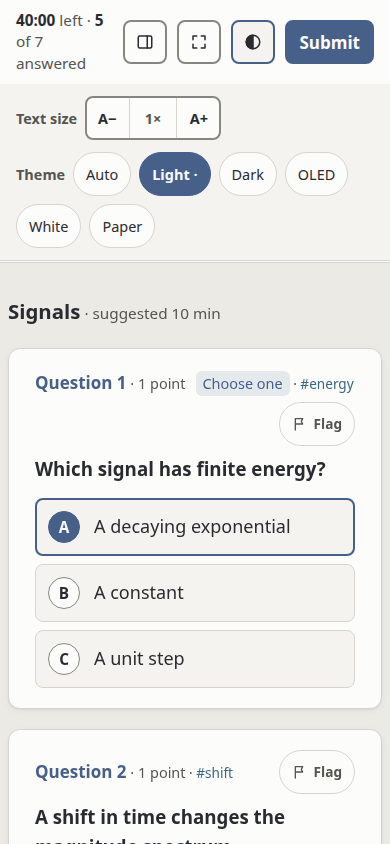 40:00 left · 5
of 7
answered
Submit
Text size
A−
1×
A+
Theme
Auto
Light ·
Dark
OLED
White
Paper
Signals · suggested 10 min
Question 1 · 1 point Choose one · #energy
Flag
Which signal has finite energy?
A A decaying exponential
B A constant
C A unit step
Question 2 · 1 point · #shift
Flag
A shift in time changes the
magnitude spectrum